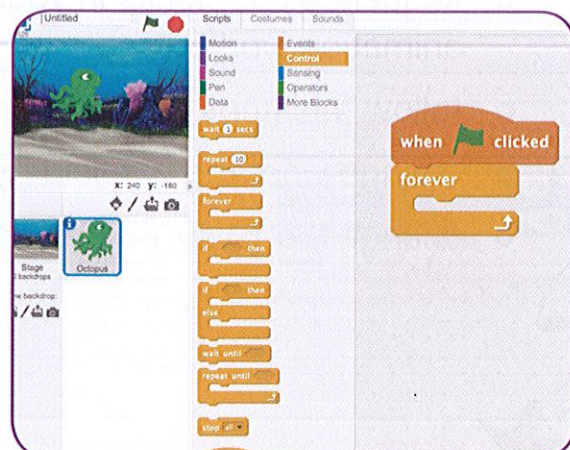 Untitled
Scripts Costumes Sounds
Motion Events
Looks Control
Sound Sensing
Pen Operators
Data More Blocks
wait 1 secs
repeat 10
forever
if then
if then
else
wait until
repeat until
stop all
X: 240 Y: -180
Stage
backdrops
backdrop:
Octopus
when clicked
forever